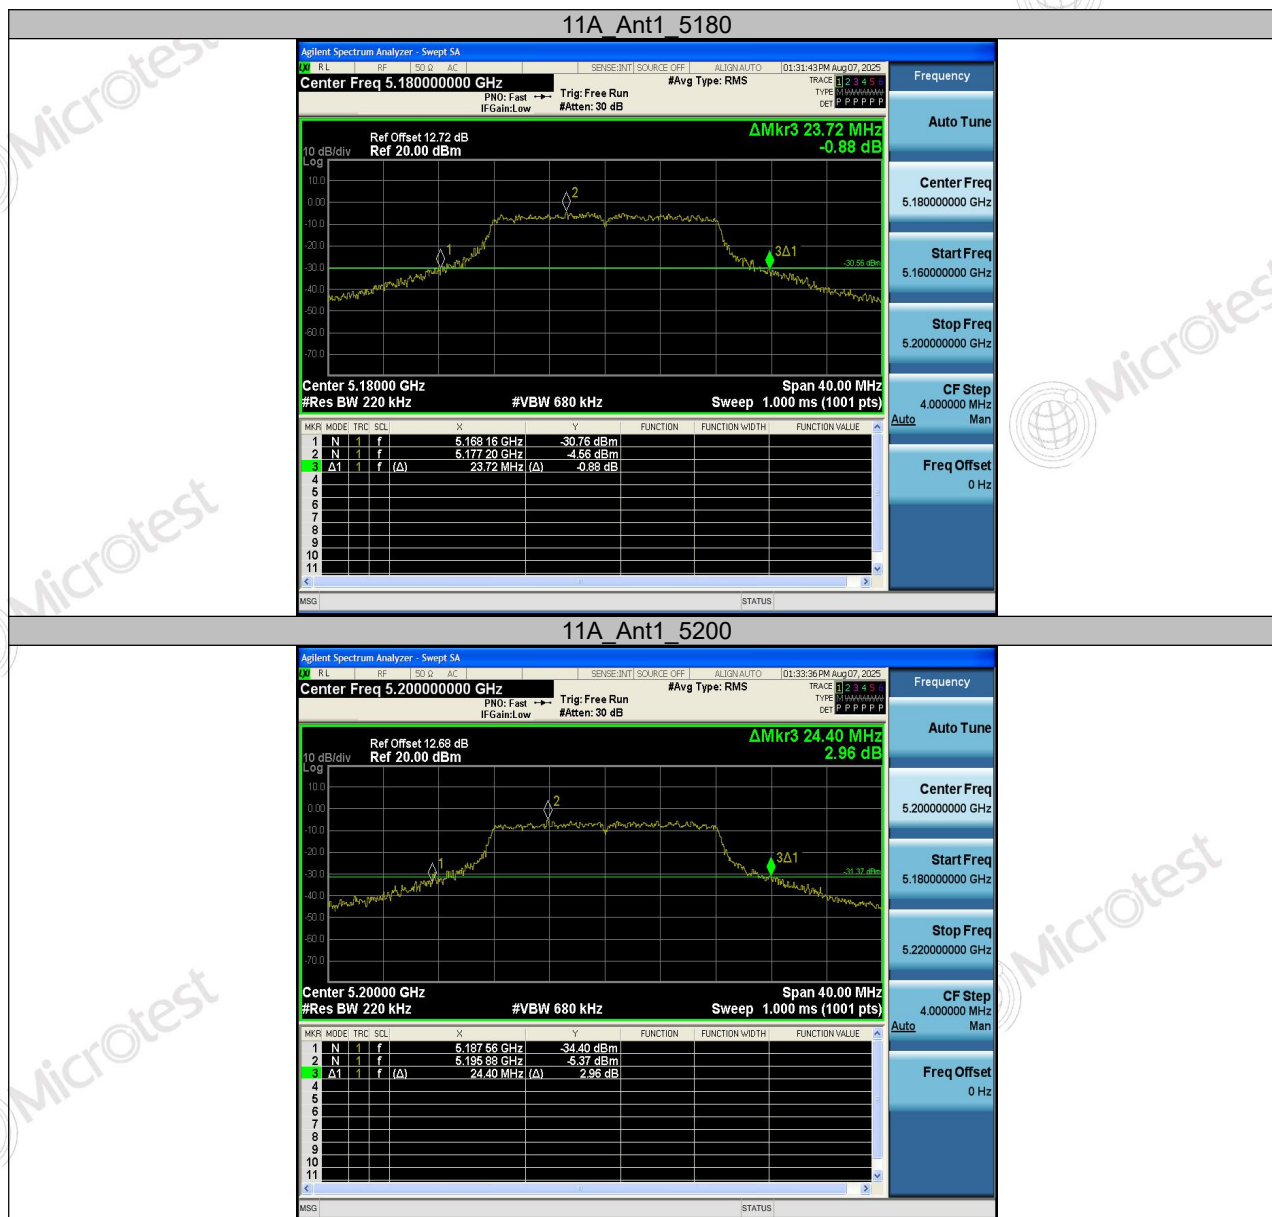 11A_Ant1_5180
Agilent Spectrum Analyzer - Swept SA
RL RF 50 Ω AC SENSE:INT SOURCE OFF ALIGN AUTO 01:31:43 PM Aug 07, 2025
Center Freq 5.180000000 GHz
PNO: Fast
IFGain:Low
Trig: Free Run
#Atten: 30 dB
#Avg Type: RMS
TRACE 1 2 3 4 5 6
TYPE M WWWWW
DET P P P P P P
Frequency
ΔMkr3 23.72 MHz
-0.88 dB
Ref Offset 12.72 dB
10 dB/div Ref 20.00 dBm
Log
10.0
0.00
-10.0
-20.0
-30.0
-40.0
-50.0
-60.0
-70.0
1
2
3Δ1
-30.56 dBm
Center 5.18000 GHz Span 40.00 MHz
#Res BW 220 kHz #VBW 680 kHz Sweep 1.000 ms (1001 pts)
MKR MODE TRC SCL X Y FUNCTION FUNCTION WIDTH FUNCTION VALUE
1 N 1 f 5.168 16 GHz -30.76 dBm
2 N 1 f 5.177 20 GHz -4.56 dBm
3 Δ1 1 f (Δ) 23.72 MHz (Δ) -0.88 dB
4
5
6
7
8
9
10
11
MSG STATUS
Auto Tune
Center Freq
5.180000000 GHz
Start Freq
5.160000000 GHz
Stop Freq
5.200000000 GHz
CF Step
4.000000 MHz
Auto Man
Freq Offset
0 Hz
11A_Ant1_5200
Agilent Spectrum Analyzer - Swept SA
RL RF 50 Ω AC SENSE:INT SOURCE OFF ALIGN AUTO 01:33:36 PM Aug 07, 2025
Center Freq 5.200000000 GHz
PNO: Fast
IFGain:Low
Trig: Free Run
#Atten: 30 dB
#Avg Type: RMS
TRACE 1 2 3 4 5 6
TYPE M WWWWW
DET P P P P P P
Frequency
ΔMkr3 24.40 MHz
2.96 dB
Ref Offset 12.68 dB
10 dB/div Ref 20.00 dBm
Log
10.0
0.00
-10.0
-20.0
-30.0
-40.0
-50.0
-60.0
-70.0
1
2
3Δ1
-31.37 dBm
Center 5.20000 GHz Span 40.00 MHz
#Res BW 220 kHz #VBW 680 kHz Sweep 1.000 ms (1001 pts)
MKR MODE TRC SCL X Y FUNCTION FUNCTION WIDTH FUNCTION VALUE
1 N 1 f 5.187 56 GHz -34.40 dBm
2 N 1 f 5.195 88 GHz -5.37 dBm
3 Δ1 1 f (Δ) 24.40 MHz (Δ) 2.96 dB
4
5
6
7
8
9
10
11
MSG STATUS
Auto Tune
Center Freq
5.200000000 GHz
Start Freq
5.180000000 GHz
Stop Freq
5.220000000 GHz
CF Step
4.000000 MHz
Auto Man
Freq Offset
0 Hz
Microtest
Microtest
Microtest
Microtest
Microtest